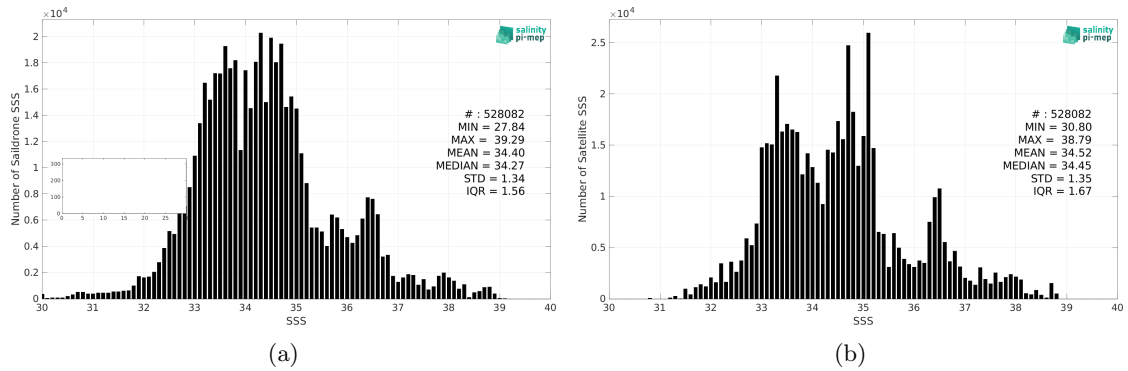 ×10⁴
2
1.8
1.6
1.4
1.2
1
0.8
0.6
0.4
0.2
0
Number of Saildrone SSS
salinity
pi-mep
# : 528082
MIN = 27.84
MAX = 39.29
MEAN = 34.40
MEDIAN = 34.27
STD = 1.34
IQR = 1.56
300
200
100
0
0 5 10 15 20 25
30 31 32 33 34 35 36 37 38 39 40
SSS
(a)
×10⁴
2.5
2
1.5
1
0.5
0
Number of Satellite SSS
salinity
pi-mep
# : 528082
MIN = 30.80
MAX = 38.79
MEAN = 34.52
MEDIAN = 34.45
STD = 1.35
IQR = 1.67
30 31 32 33 34 35 36 37 38 39 40
SSS
(b)